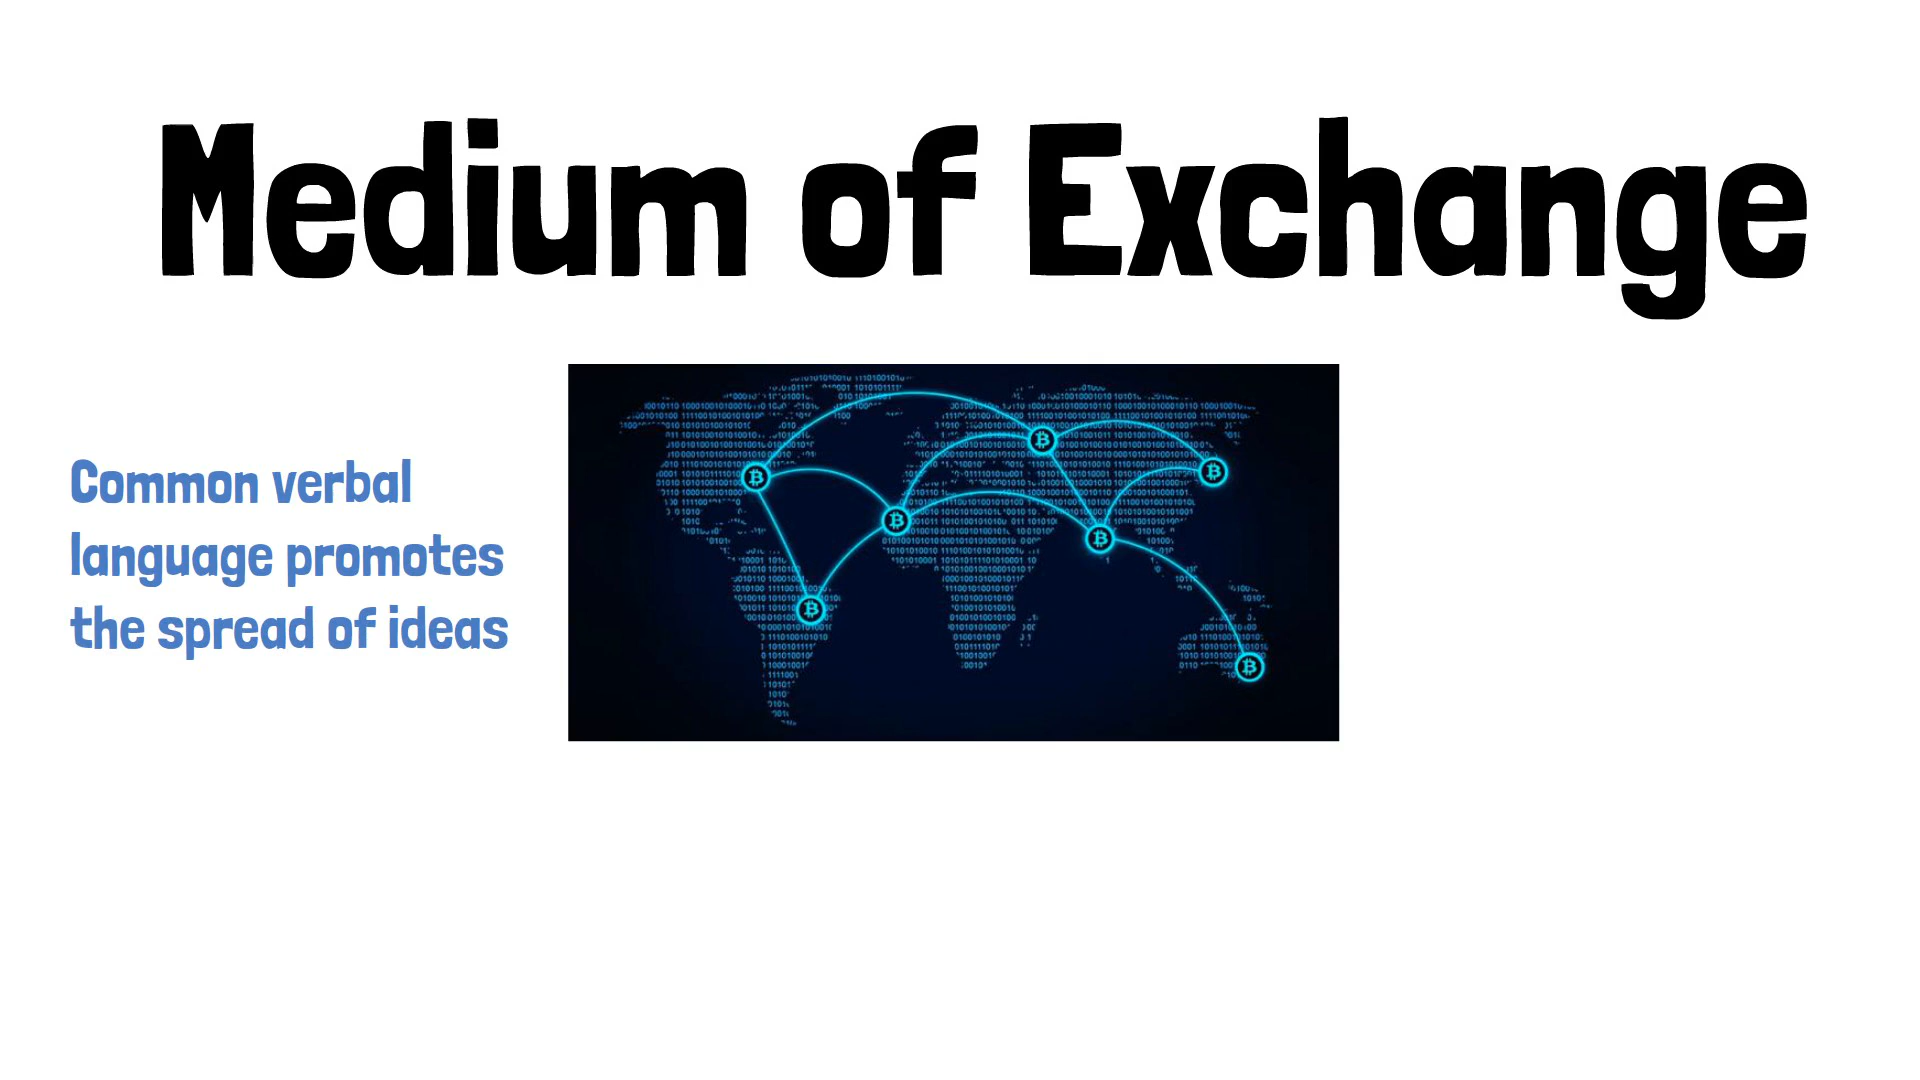 Medium of Exchange
Common verbal
language promotes
the spread of ideas